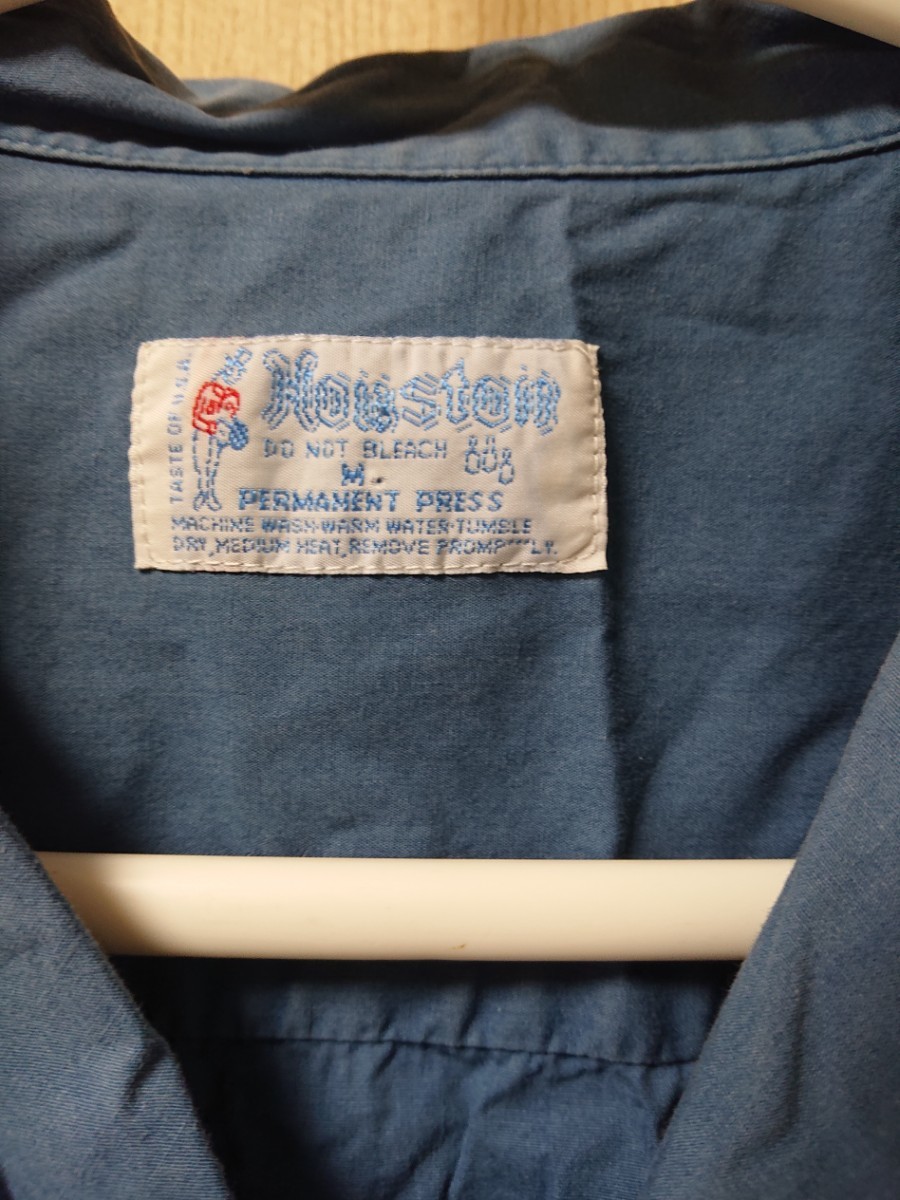 TASTE OF U.S.A.
Houston
DO NOT BLEACH
M
PERMANENT PRESS
MACHINE WASH-WARM WATER-TUMBLE
DRY, MEDIUM HEAT, REMOVE PROMPTLY.